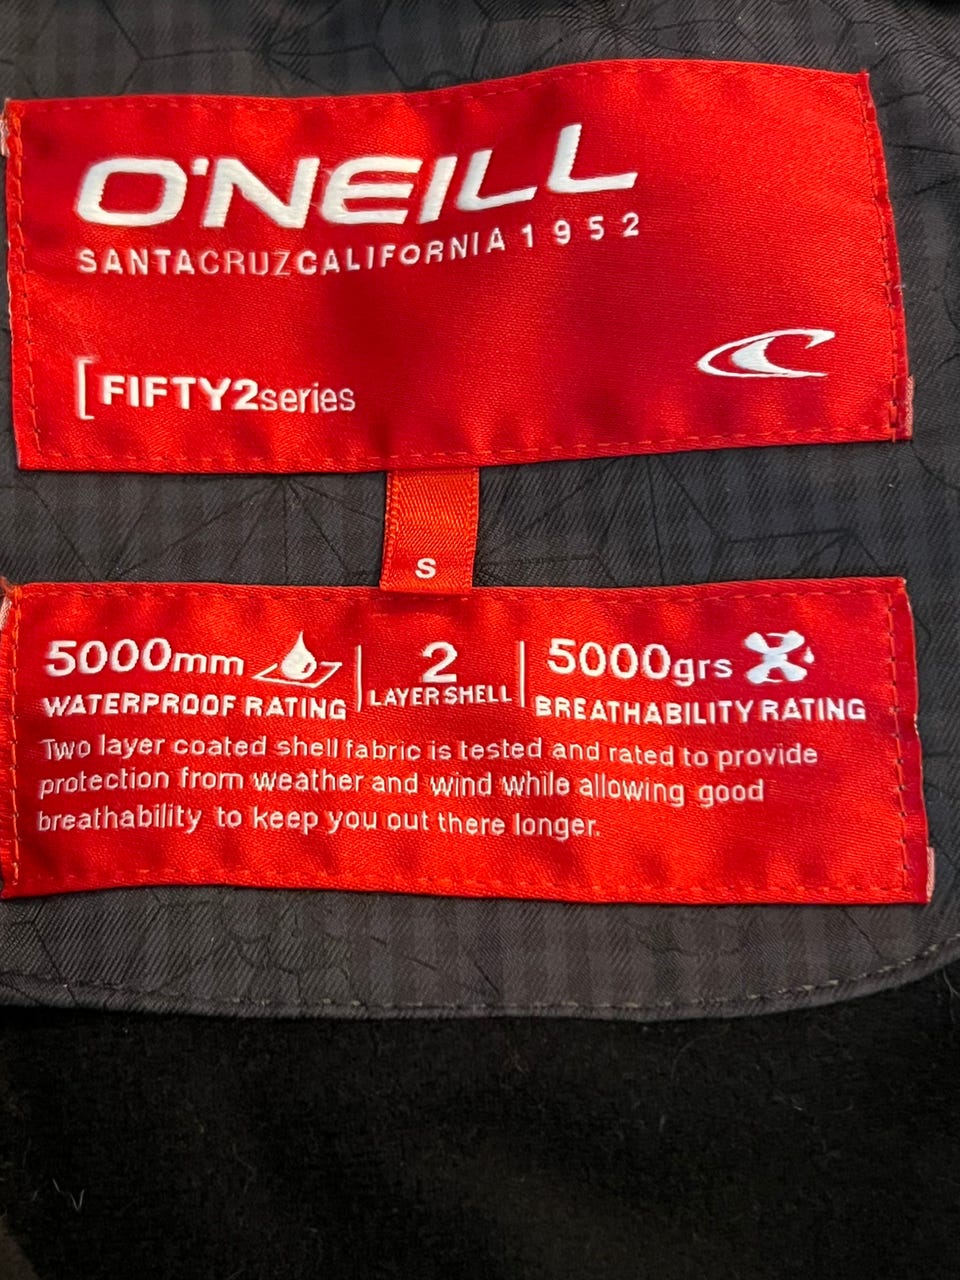 O'NEILL
SANTACRUZCALIFORNIA1952
[FIFTY2series
S
5000mm
WATERPROOF RATING
2
LAYER SHELL
5000grs
BREATHABILITY RATING
Two layer coated shell fabric is tested and rated to provide
protection from weather and wind while allowing good
breathability to keep you out there longer.